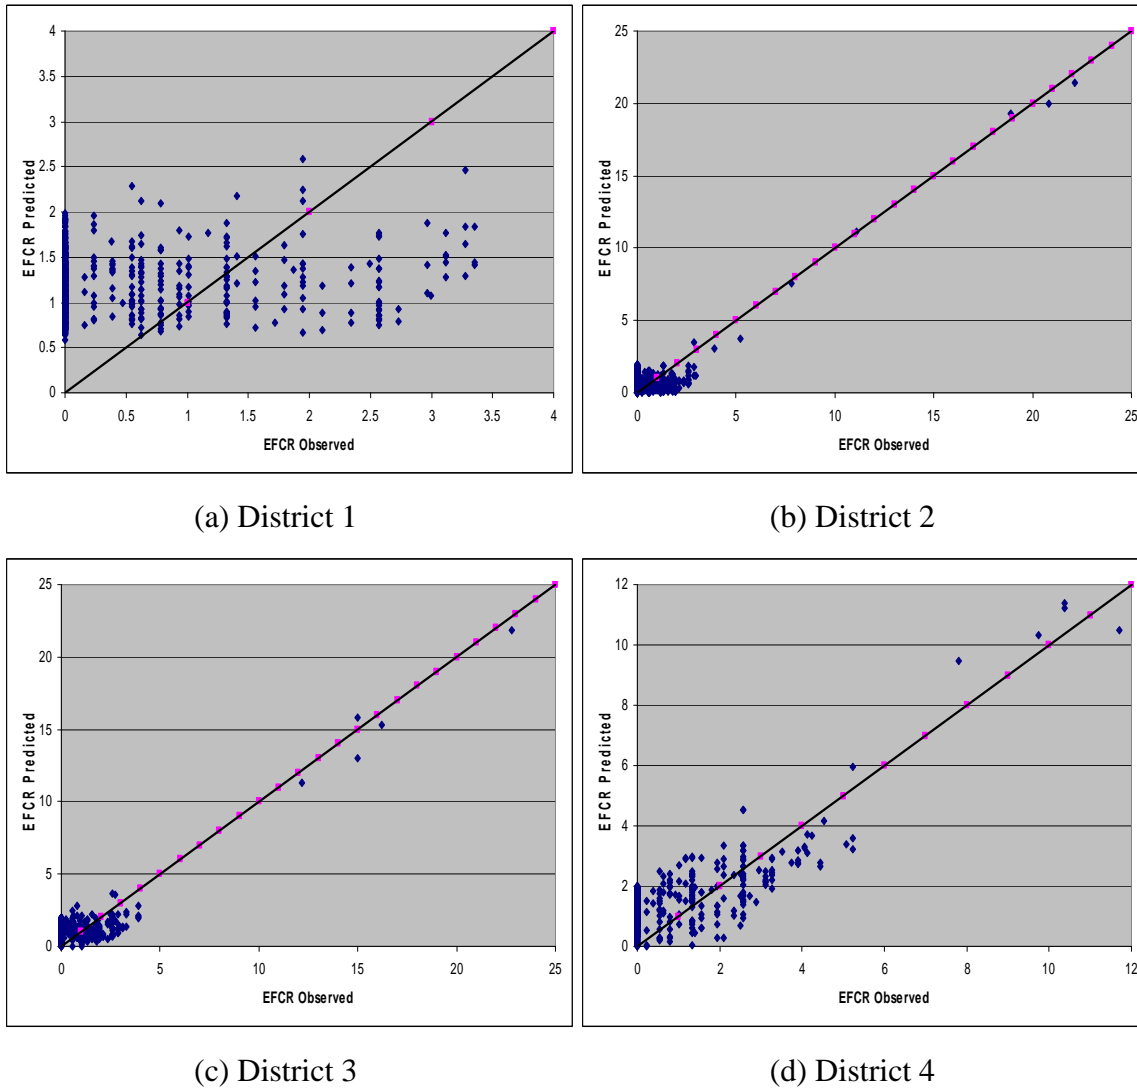 4
3.5
3
2.5
2
1.5
1
0.5
0
0 0.5 1 1.5 2 2.5 3 3.5 4
EFCR Predicted
EFCR Observed
25
20
15
10
5
0
0 5 10 15 20 25
EFCR Predicted
EFCR Observed
(a) District 1
(b) District 2
25
20
15
10
5
0
0 5 10 15 20 25
EFCR Predicted
EFCR Observed
12
10
8
6
4
2
0
0 2 4 6 8 10 12
EFCR Predicted
EFCR Observed
(c) District 3
(d) District 4